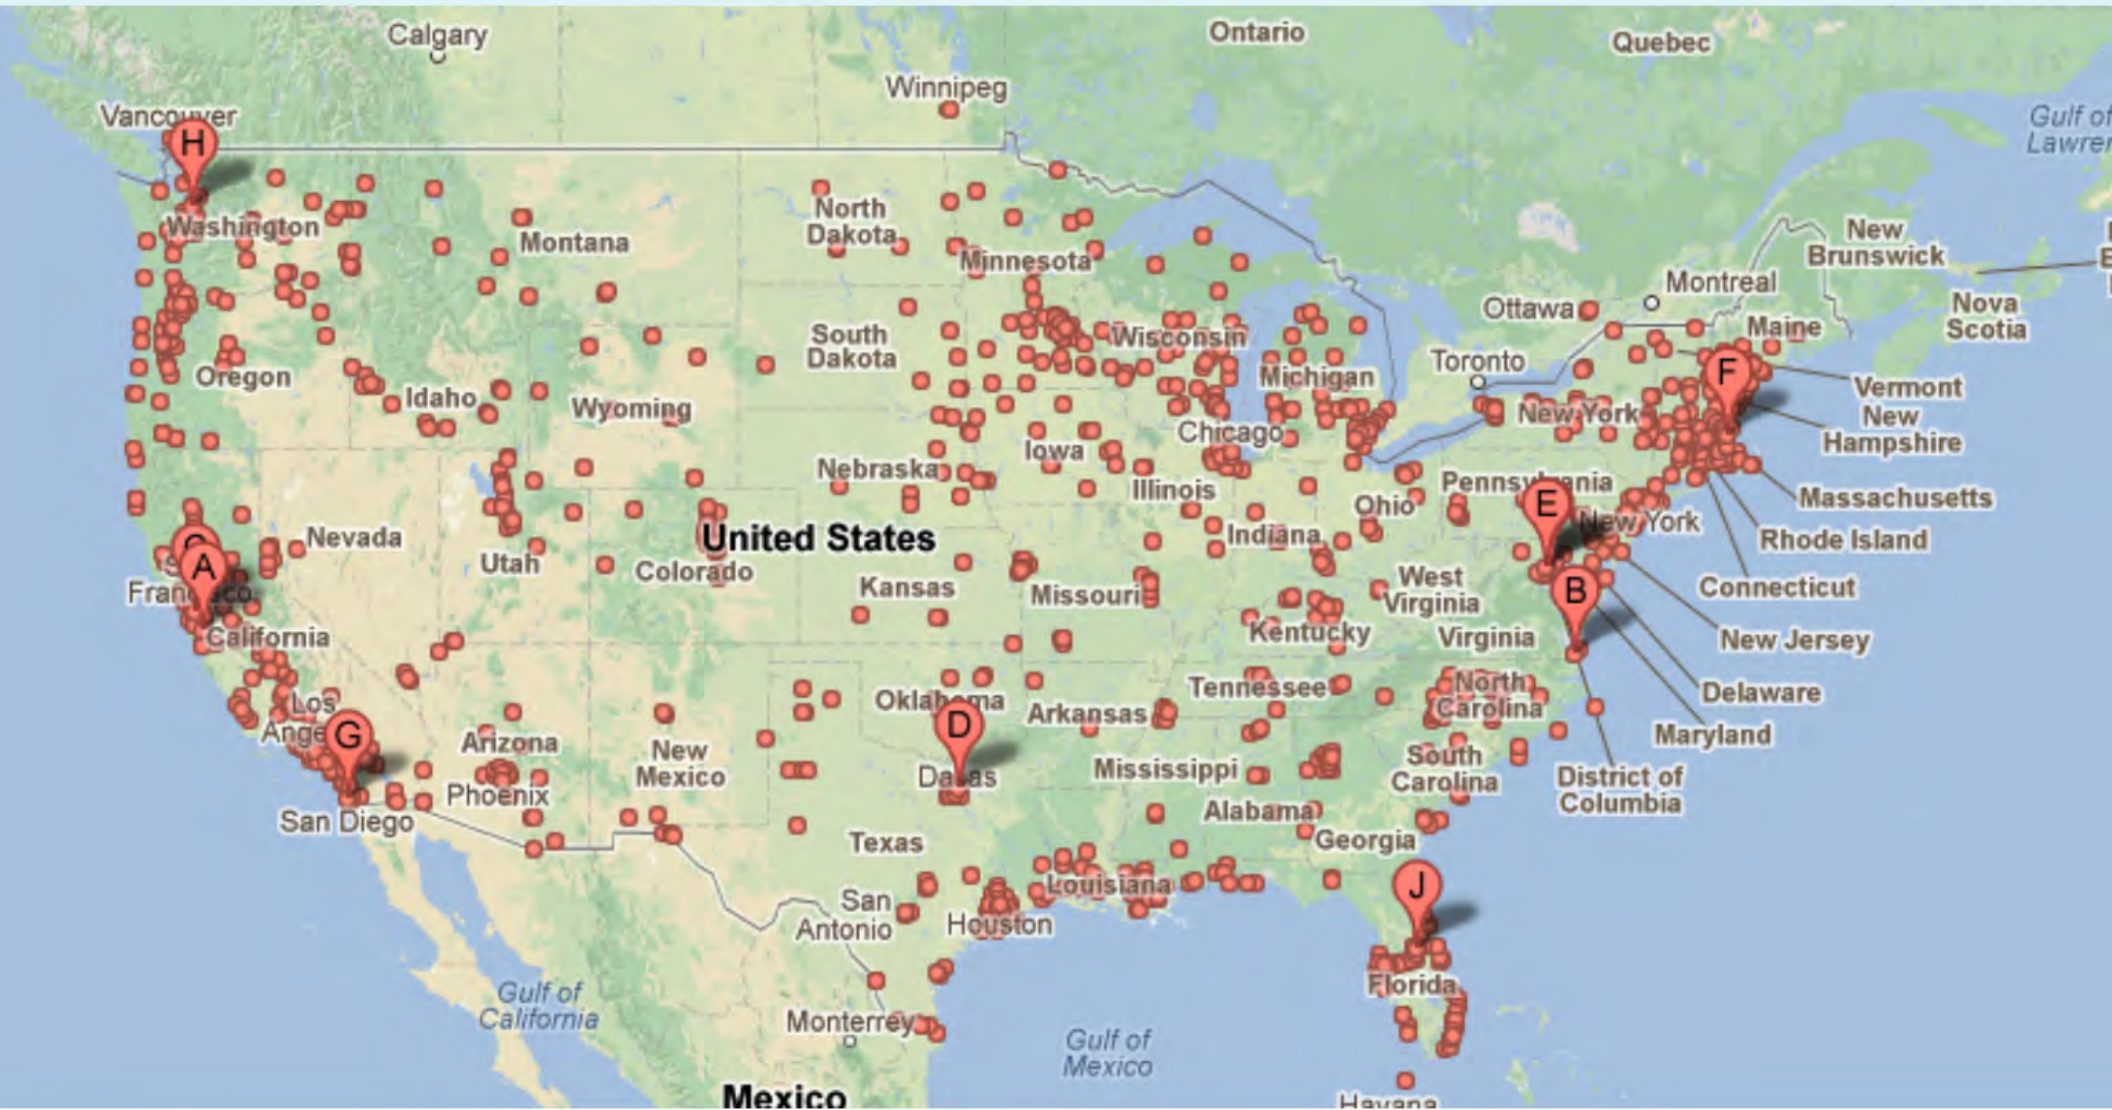 Calgary
Ontario
Quebec
Winnipeg
Vancouver
Gulf of
H
Washington
Montana
North
Dakota
Minnesota
New
Brunswick
Montreal
Ottawa
Nova
Scotia
Maine
South
Dakota
Wisconsin
Toronto
Michigan
F
Oregon
Idaho
Wyoming
Vermont
New
Hampshire
New York
Chicago
Iowa
Nebraska
Pennsylvania
Illinois
Ohio
Massachusetts
E
New York
Nevada
United States
Indiana
Rhode Island
Utah
Colorado
Kansas
Missouri
West
Virginia
Connecticut
A
B
California
Kentucky
Virginia
New Jersey
Tennessee
North
Carolina
Delaware
Los
Oklahoma
Arkansas
Maryland
D
G
Arizona
New
Mexico
Mississippi
South
Carolina
Dallas
District of
Columbia
Phoenix
San Diego
Alabama
Georgia
Texas
Louisiana
J
San
Antonio
Houston
Florida
Gulf of
California
Monterrey
Gulf of
Mexico
Mexico